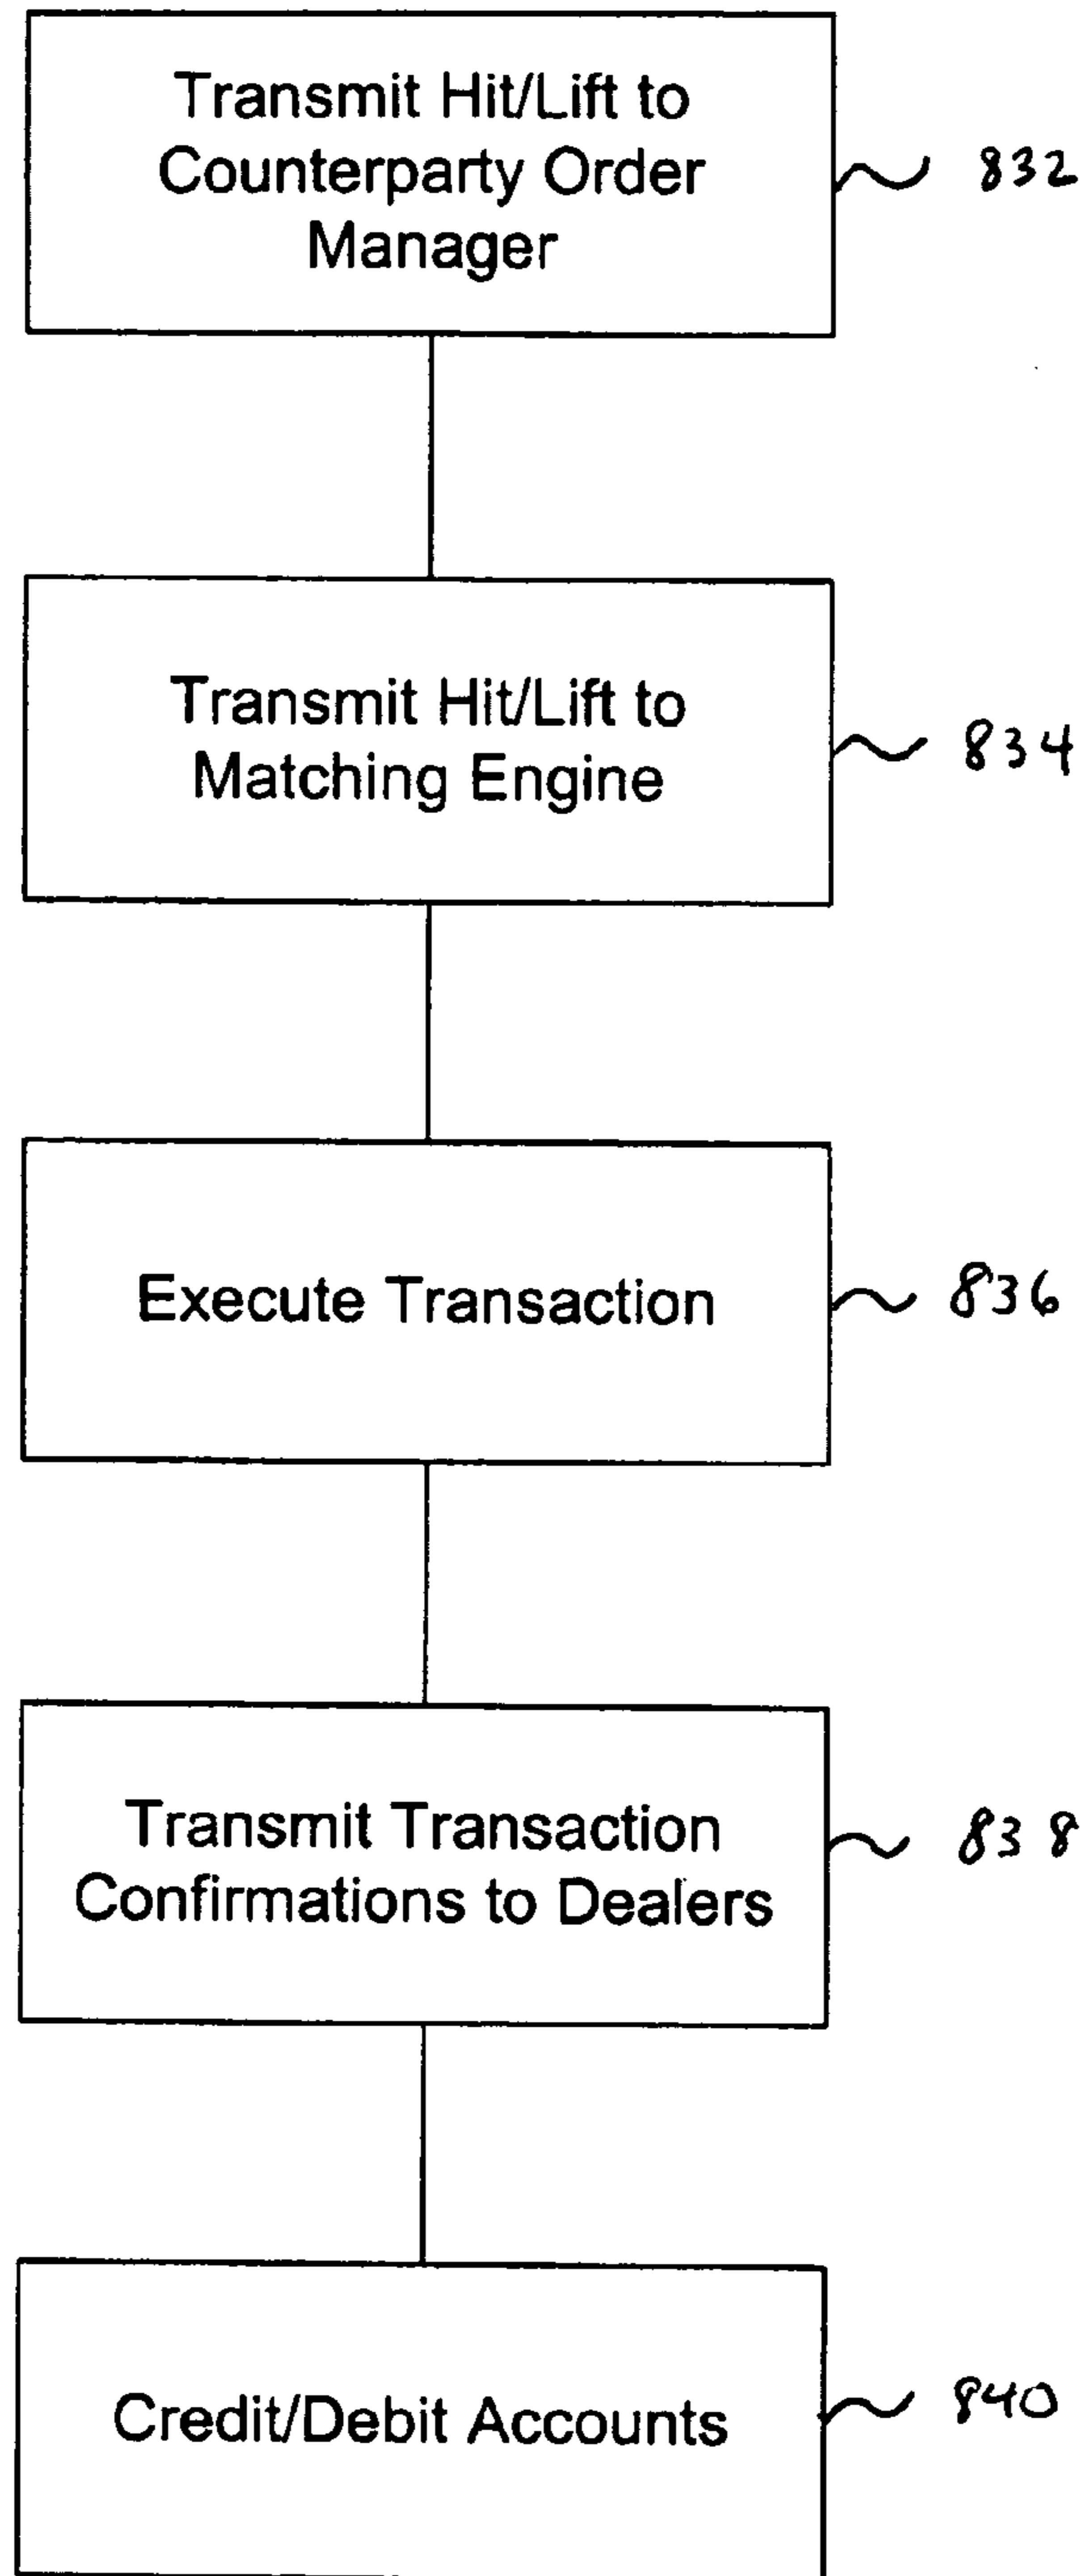 Transmit Hit/Lift to
Counterparty Order
Manager
832
Transmit Hit/Lift to
Matching Engine
834
Execute Transaction
836
Transmit Transaction
Confirmations to Dealers
838
Credit/Debit Accounts
840